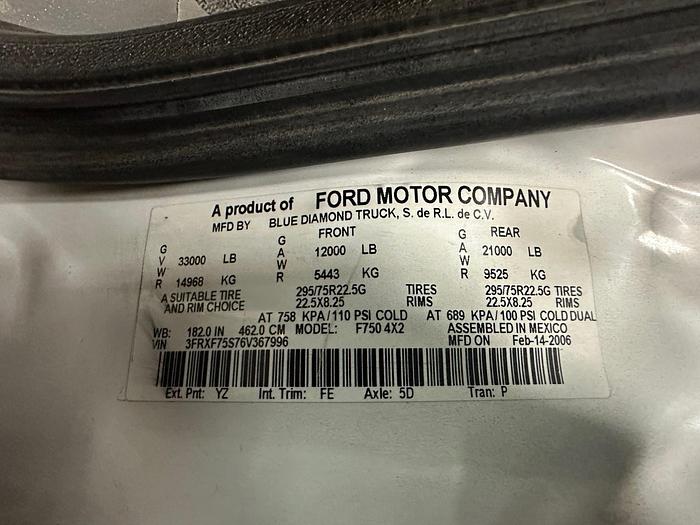 A product of FORD MOTOR COMPANY
MFD BY BLUE DIAMOND TRUCK, S. de R.L. de C.V.
FRONT REAR
GVWR 33000 LB GAWR 12000 LB GAWR 21000 LB
14968 KG 5443 KG 9525 KG
A SUITABLE TIRE 295/75R22.5G TIRES 295/75R22.5G TIRES
AND RIM CHOICE 22.5X8.25 RIMS 22.5X8.25 RIMS
AT 758 KPA/110 PSI COLD AT 689 KPA/100 PSI COLD DUAL
WB: 182.0 IN 462.0 CM MODEL: F750 4X2 ASSEMBLED IN MEXICO
VIN 3FRXF75S76V367996 MFD ON Feb-14-2006
Ext. Pnt: YZ Int. Trim: FE Axle: 5D Tran: P